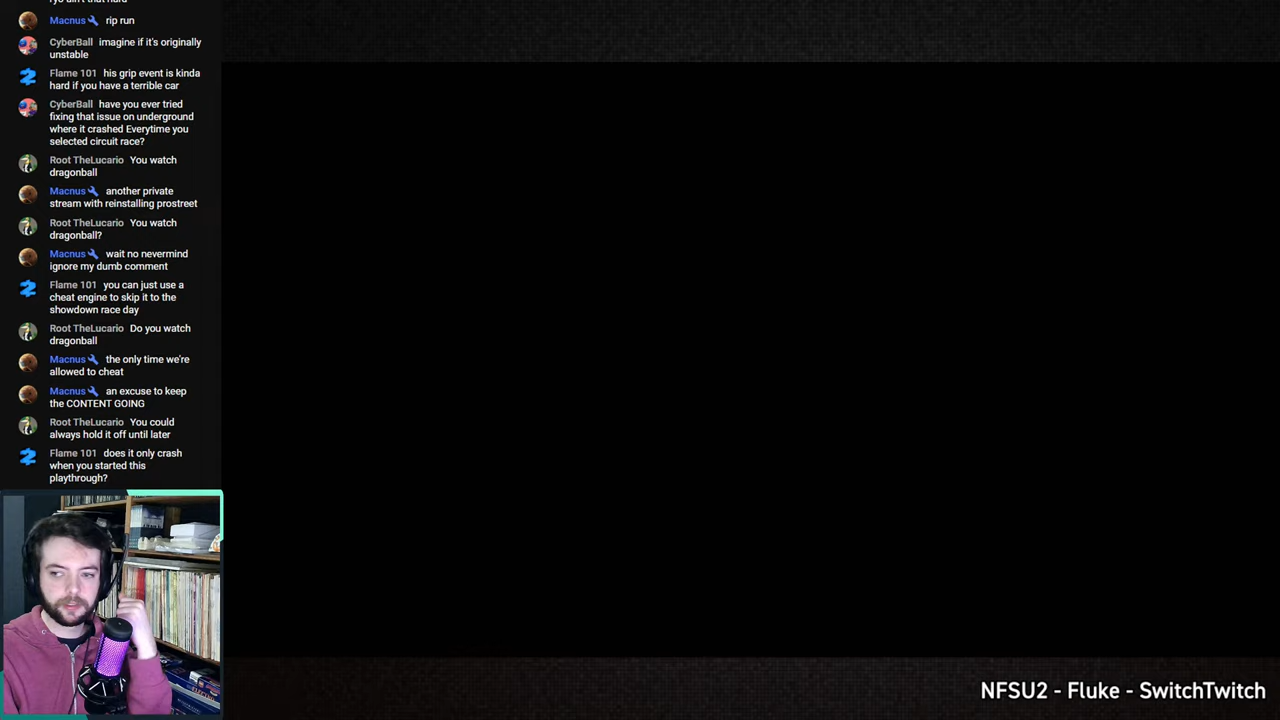 Macnus rip run
CyberBall imagine if it's originally
unstable
Flame 101 his grip event is kinda
hard if you have a terrible car
CyberBall have you ever tried
fixing that issue on underground
where it crashed Everytime you
selected circuit race?
Root TheLucario You watch
dragonball
Macnus another private
stream with reinstalling prostreet
Root TheLucario You watch
dragonball?
Macnus wait no nevermind
ignore my dumb comment
Flame 101 you can just use a
cheat engine to skip it to the
showdown race day
Root TheLucario Do you watch
dragonball
Macnus the only time we're
allowed to cheat
Macnus an excuse to keep
the CONTENT GOING
Root TheLucario You could
always hold it off until later
Flame 101 does it only crash
when you started this
playthrough?
NFSU2 - Fluke - SwitchTwitch